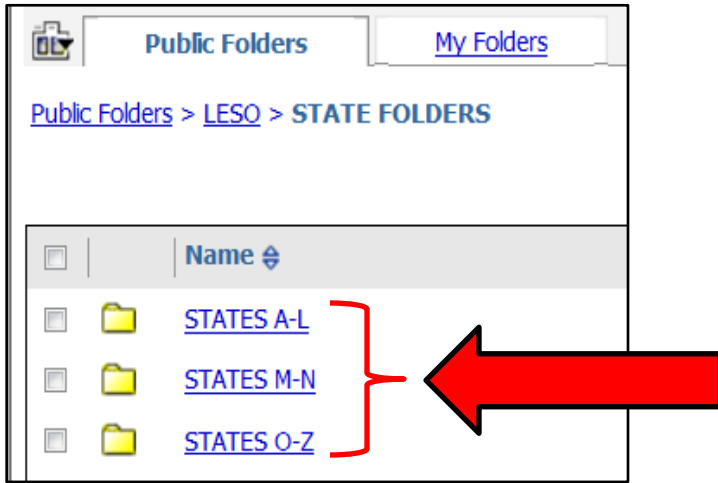 Public Folders My Folders
Public Folders > LESO > STATE FOLDERS
Name
STATES A-L
STATES M-N
STATES O-Z